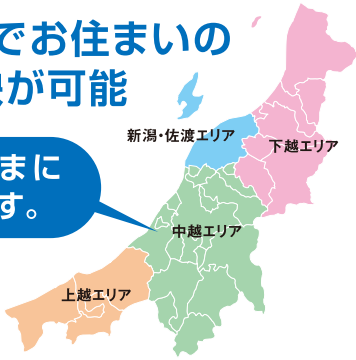 でお住まいの
が可能
新潟・佐渡エリア
下越エリア
まに
す。
中越エリア
上越エリア